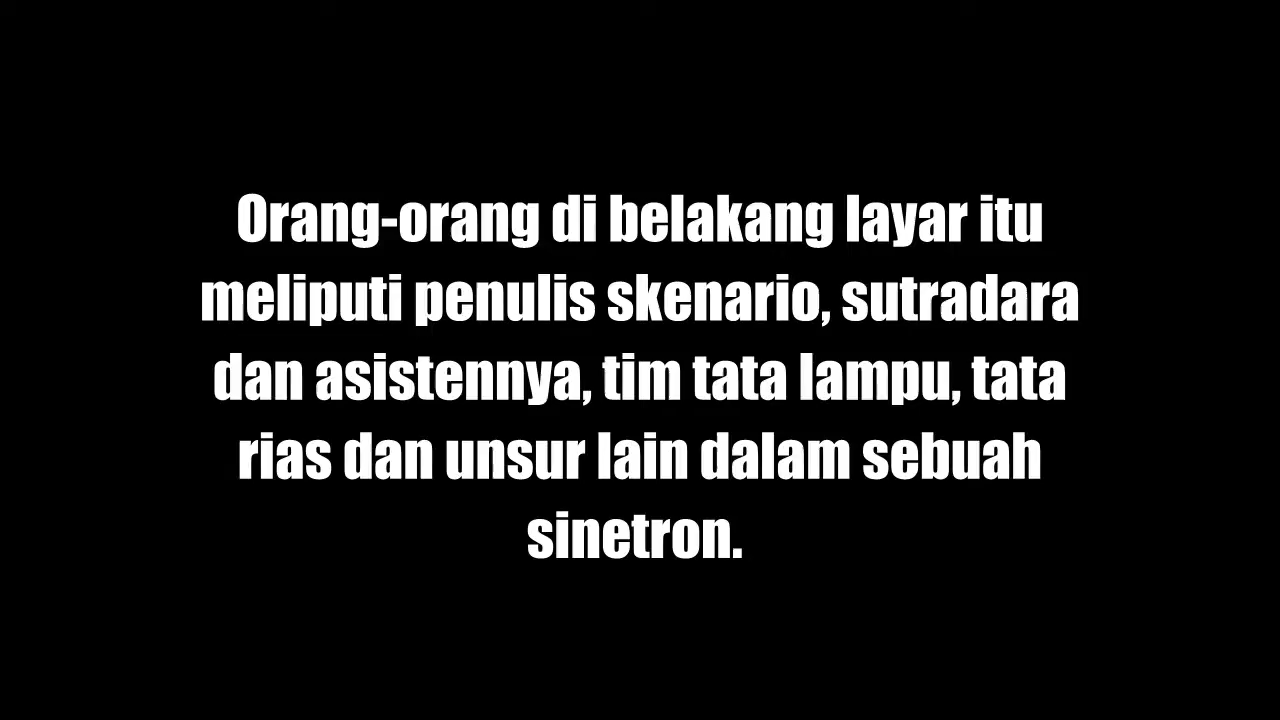 Orang-orang di belakang layar itu
meliputi penulis skenario, sutradara
dan asistennya, tim tata lampu, tata
rias dan unsur lain dalam sebuah
sinetron.